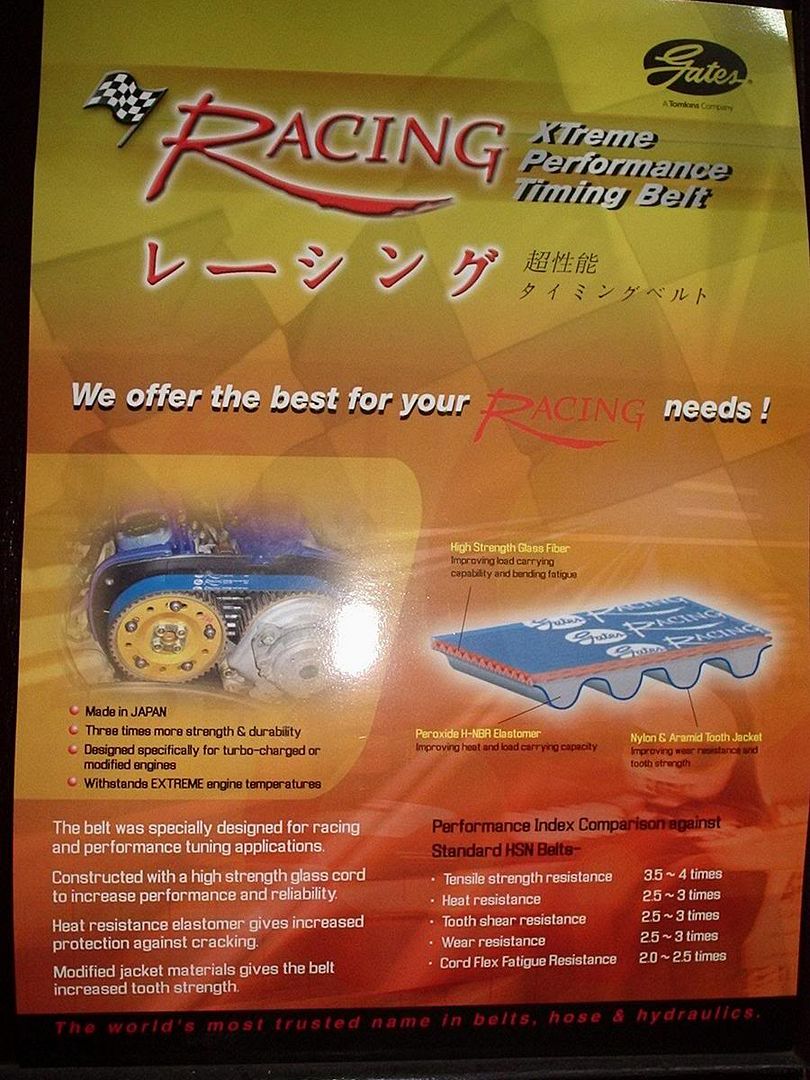 Gates
A Tomkins Company
RACING
XTreme
Performance
Timing Belt
レーシング
超性能
タイミングベルト
We offer the best for your RACING needs !
High Strength Glass Fiber
Improving load carrying
capability and bending fatigue
Gates RACING
Gates RACING
Gates RACING
Peroxide H-NBR Elastomer
Improving heat and load carrying capacity
Nylon & Aramid Tooth Jacket
Improving wear resistance and
tooth strength
Made in JAPAN
Three times more strength & durability
Designed specifically for turbo-charged or
modified engines
Withstands EXTREME engine temperatures
The belt was specially designed for racing
and performance tuning applications.
Constructed with a high strength glass cord
to increase performance and reliability.
Heat resistance elastomer gives increased
protection against cracking.
Modified jacket materials gives the belt
increased tooth strength.
Performance Index Comparison against
Standard HSN Belts-
· Tensile strength resistance 3.5 ~ 4 times
· Heat resistance 2.5 ~ 3 times
· Tooth shear resistance 2.5 ~ 3 times
· Wear resistance 2.5 ~ 3 times
· Cord Flex Fatigue Resistance 2.0 ~ 2.5 times
The world's most trusted name in belts, hose & hydraulics.